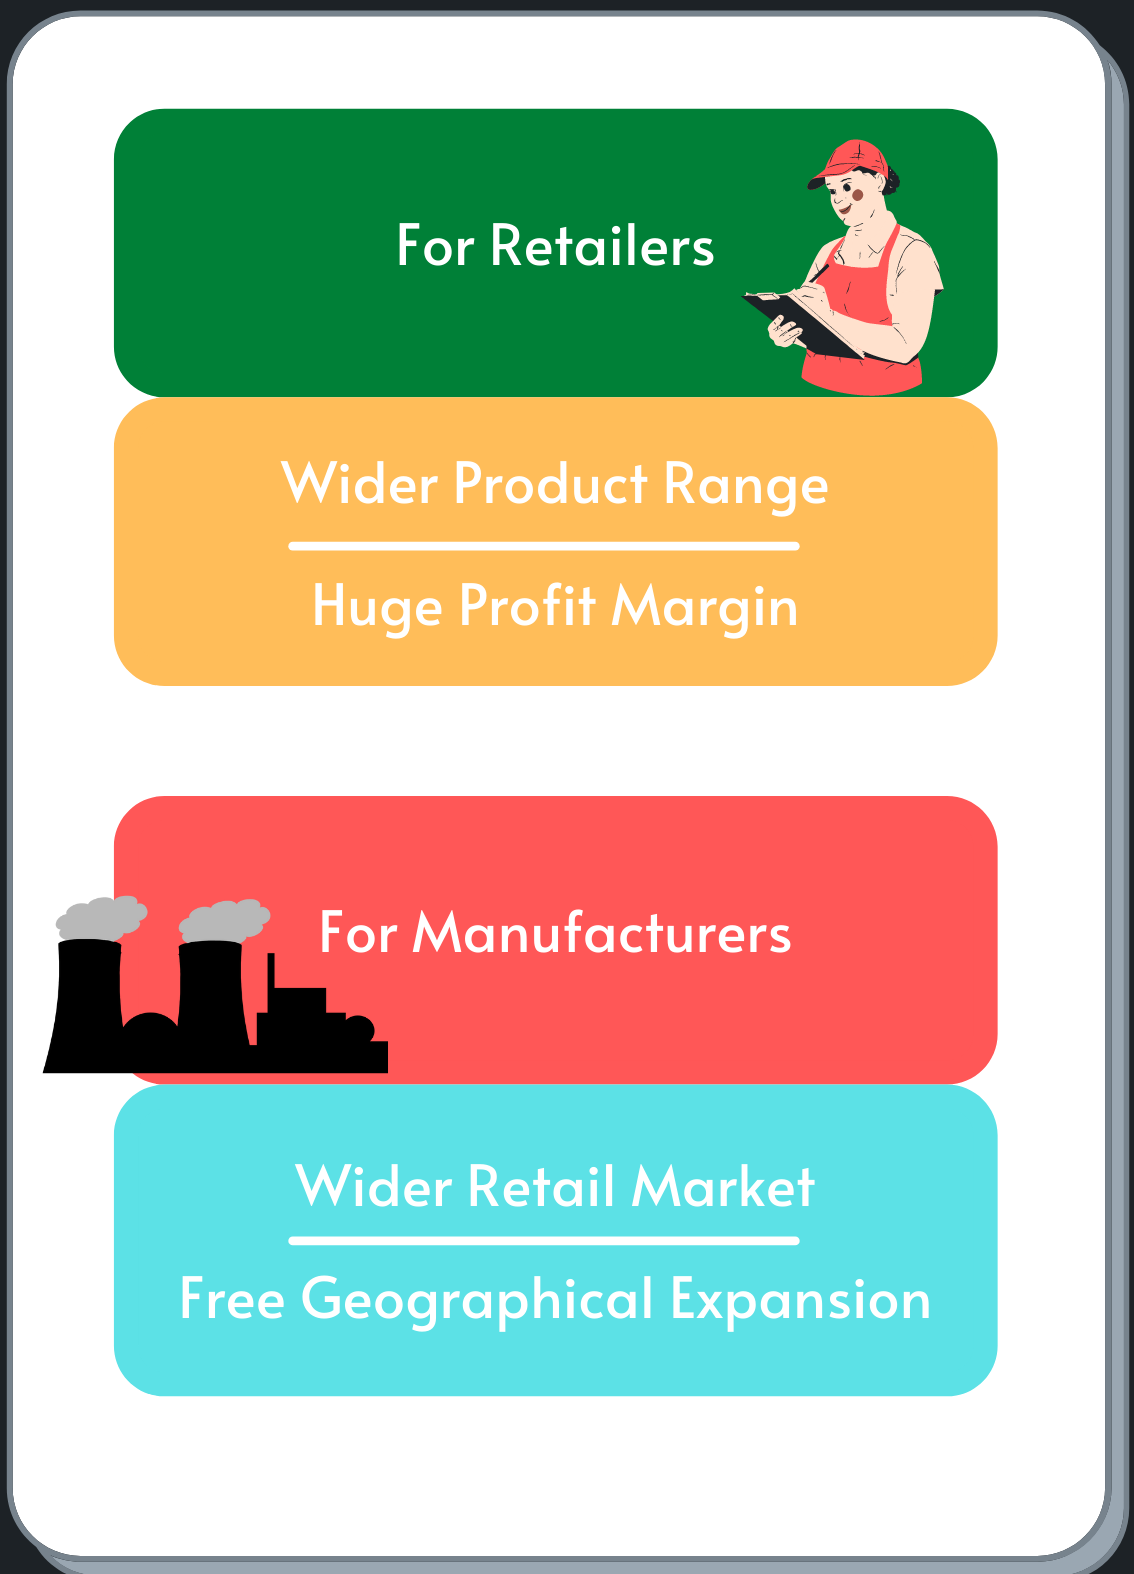 For Retailers
Wider Product Range
Huge Profit Margin
For Manufacturers
Wider Retail Market
Free Geographical Expansion